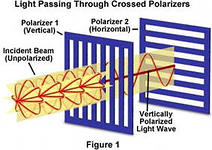 Light Passing Through Crossed Polarizers
Polarizer 1
(Vertical)
Polarizer 2
(Horizontal)
Incident Beam
(Unpolarized)
Vertically
Polarized
Light Wave
Figure 1